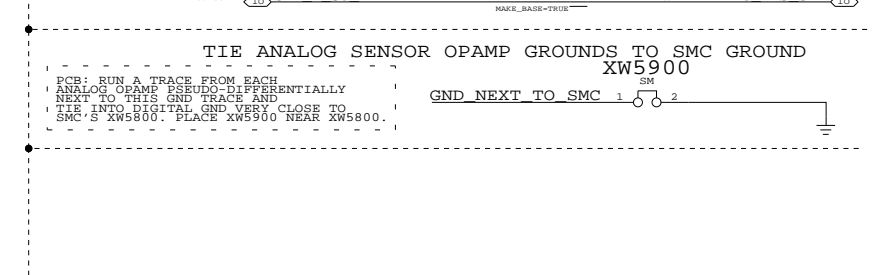 MAKE_BASE=TRUE
TIE ANALOG SENSOR OPAMP GROUNDS TO SMC GROUND
XW5900
SM
PCB: RUN A TRACE FROM EACH
ANALOG OPAMP PSEUDO-DIFFERENTIALLY
NEXT TO THIS GND TRACE AND
TIE INTO DIGITAL GND VERY CLOSE TO
SMC'S XW5800. PLACE XW5900 NEAR XW5800.
GND_NEXT_TO_SMC 1 2